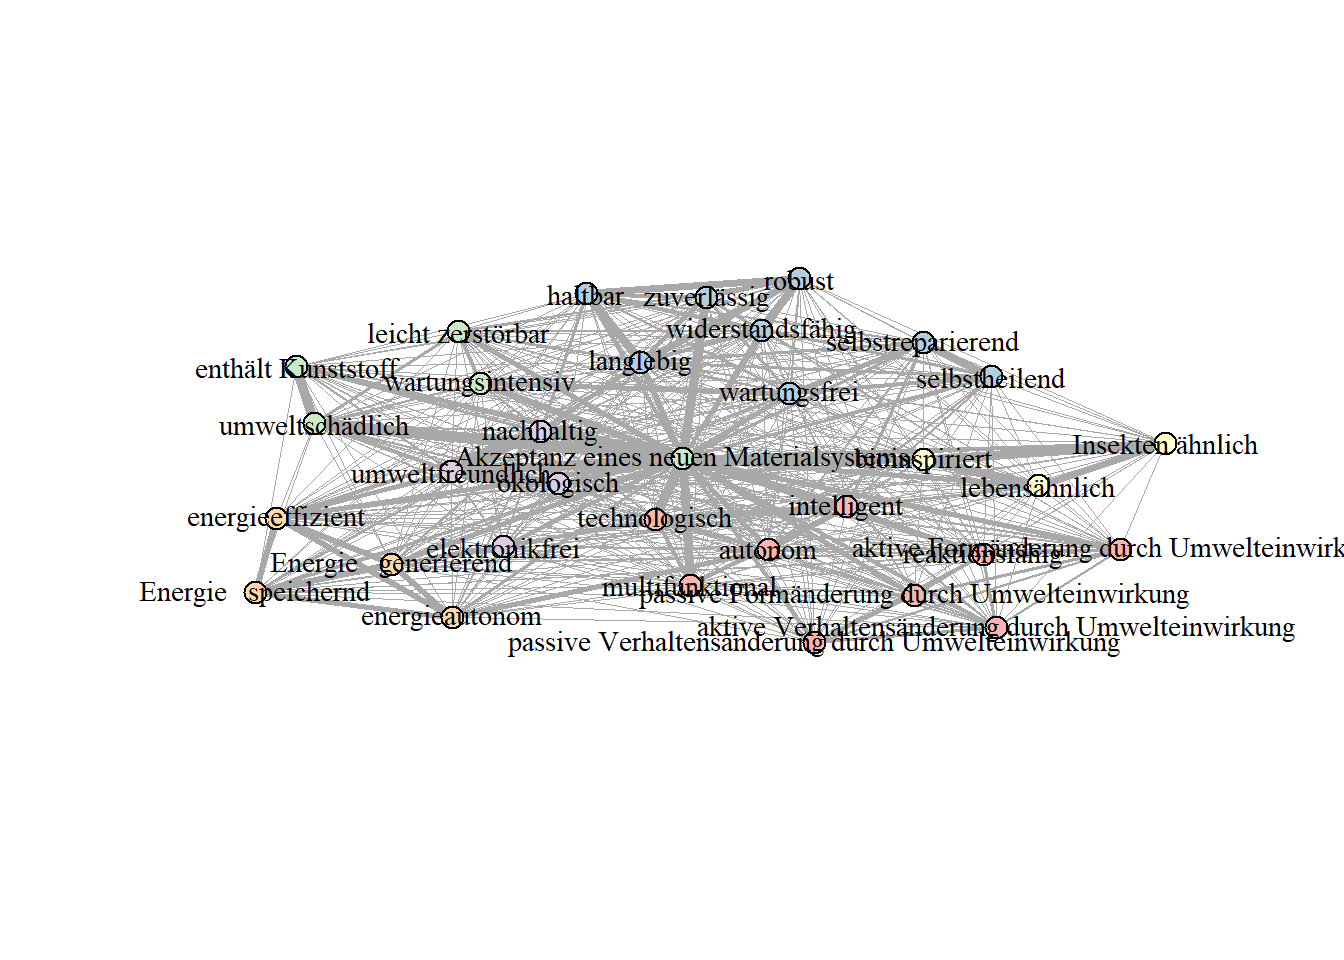 robust
haltbar
zuverlässig
widerstandsfähig
leicht zerstörbar
selbstreparierend
langlebig
enthält Kunststoff
wartungsintensiv
selbstheilend
wartungsfrei
umweltschädlich
nachhaltig
Insekten ähnlich
Akzeptanz eines neuen Materialsystems
bioinspiriert
umweltfreundlich
ökologisch
lebensähnlich
intelligent
energieeffizient
technologisch
elektronikfrei
autonom
aktive Formänderung durch Umwelteinwirk
reaktionsfähig
Energie generierend
multifunktional
Energie speichernd
passive Formänderung durch Umwelteinwirkung
energieautonom
aktive Verhaltensänderung durch Umwelteinwirkung
passive Verhaltensänderung durch Umwelteinwirkung